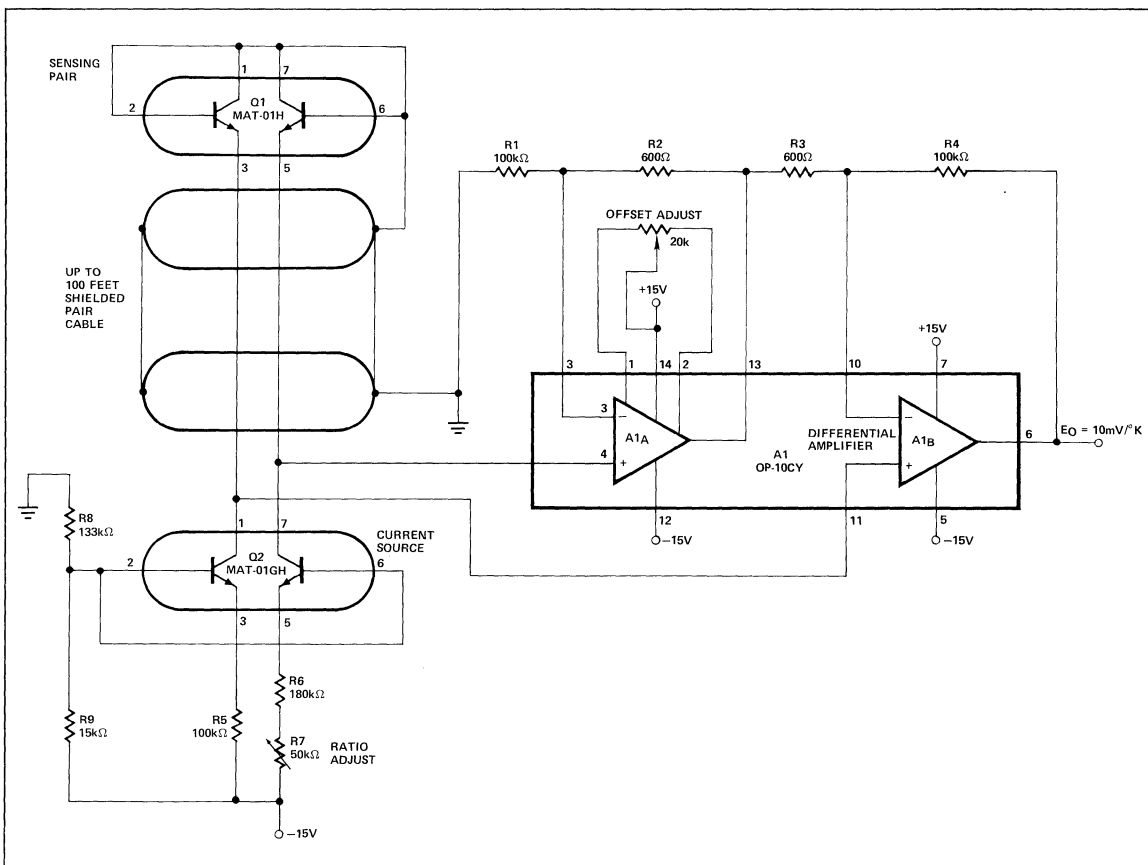 SENSING
PAIR
1
7
2
Q1
MAT-01H
6
3
5
R1
100kΩ
R2
600Ω
R3
600Ω
R4
100kΩ
OFFSET ADJUST
20k
+15V
UP TO
100 FEET
SHIELDED
PAIR
CABLE
3
1
14
2
13
10
+15V
7
3
−
A1A
4
+
DIFFERENTIAL
AMPLIFIER
A1
OP-10CY
−
A1B
+
6
EO = 10mV/°K
12
−15V
11
5
−15V
R8
133kΩ
1
7
CURRENT
SOURCE
2
Q2
MAT-01GH
6
3
5
R9
15kΩ
R5
100kΩ
R6
180kΩ
R7
50kΩ
RATIO
ADJUST
−15V